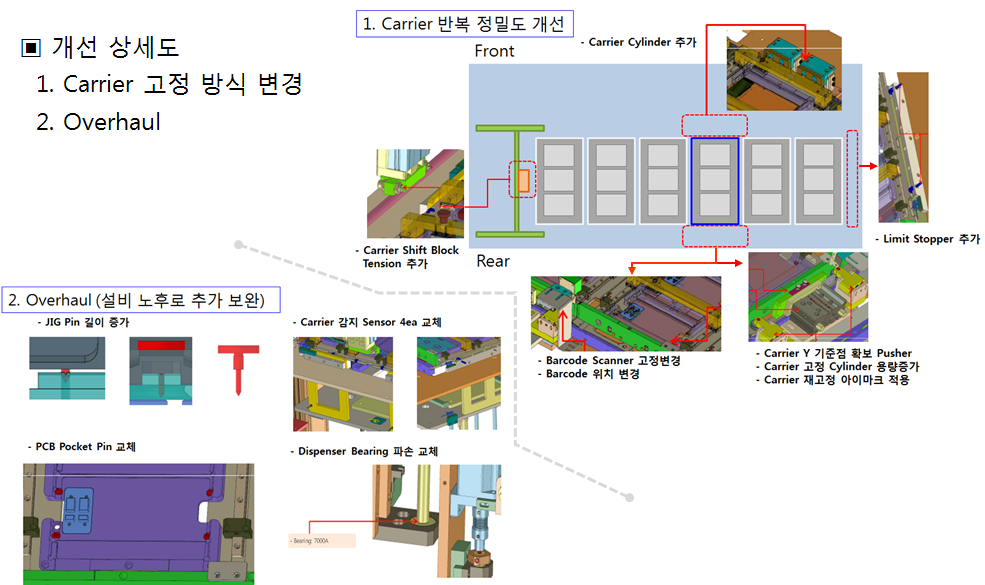 ▣ 개선 상세도
1. Carrier 고정 방식 변경
2. Overhaul
1. Carrier 반복 정밀도 개선
Front
- Carrier Cylinder 추가
- Carrier Shift Block
Tension 추가
- Limit Stopper 추가
Rear
- Barcode Scanner 고정변경
- Barcode 위치 변경
- Carrier Y 기준점 확보 Pusher
- Carrier 고정 Cylinder 용량증가
- Carrier 재고정 아이마크 적용
2. Overhaul (설비 노후로 추가 보완)
- JIG Pin 길이 증가
- Carrier 감지 Sensor 4ea 교체
- PCB Pocket Pin 교체
- Dispenser Bearing 파손 교체
- Bearing: 7000A